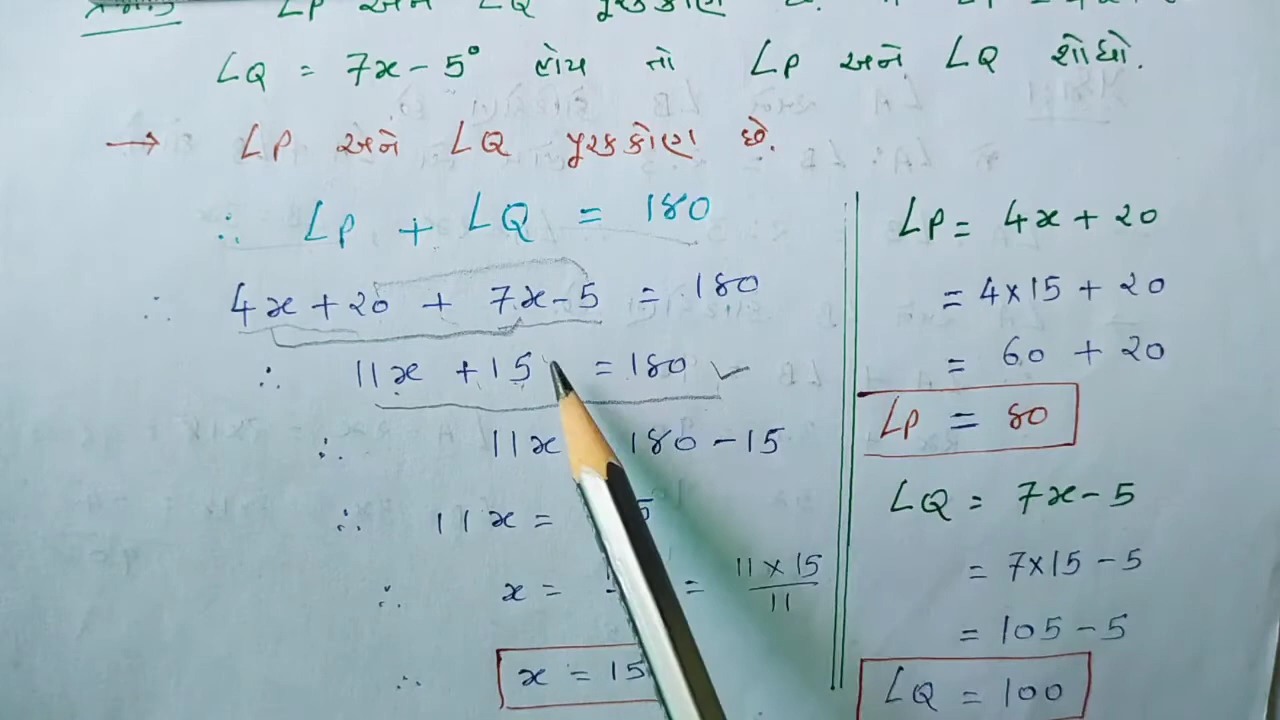 ∠Q = 7x - 5° હોય તો ∠P અને ∠Q શોધો.
→ ∠P અને ∠Q પૂરકકોણ છે.
∴ ∠P + ∠Q = 180
∴ 4x + 20 + 7x - 5 = 180
∴ 11x + 15 = 180 ✓
∴ 11x 180 - 15
∴ 11x =
∴ x = = 11 × 15 / 11
∴ x = 15
∠P = 4x + 20
= 4 × 15 + 20
= 60 + 20
∠P = 80
∠Q = 7x - 5
= 7 × 15 - 5
= 105 - 5
∠Q = 100